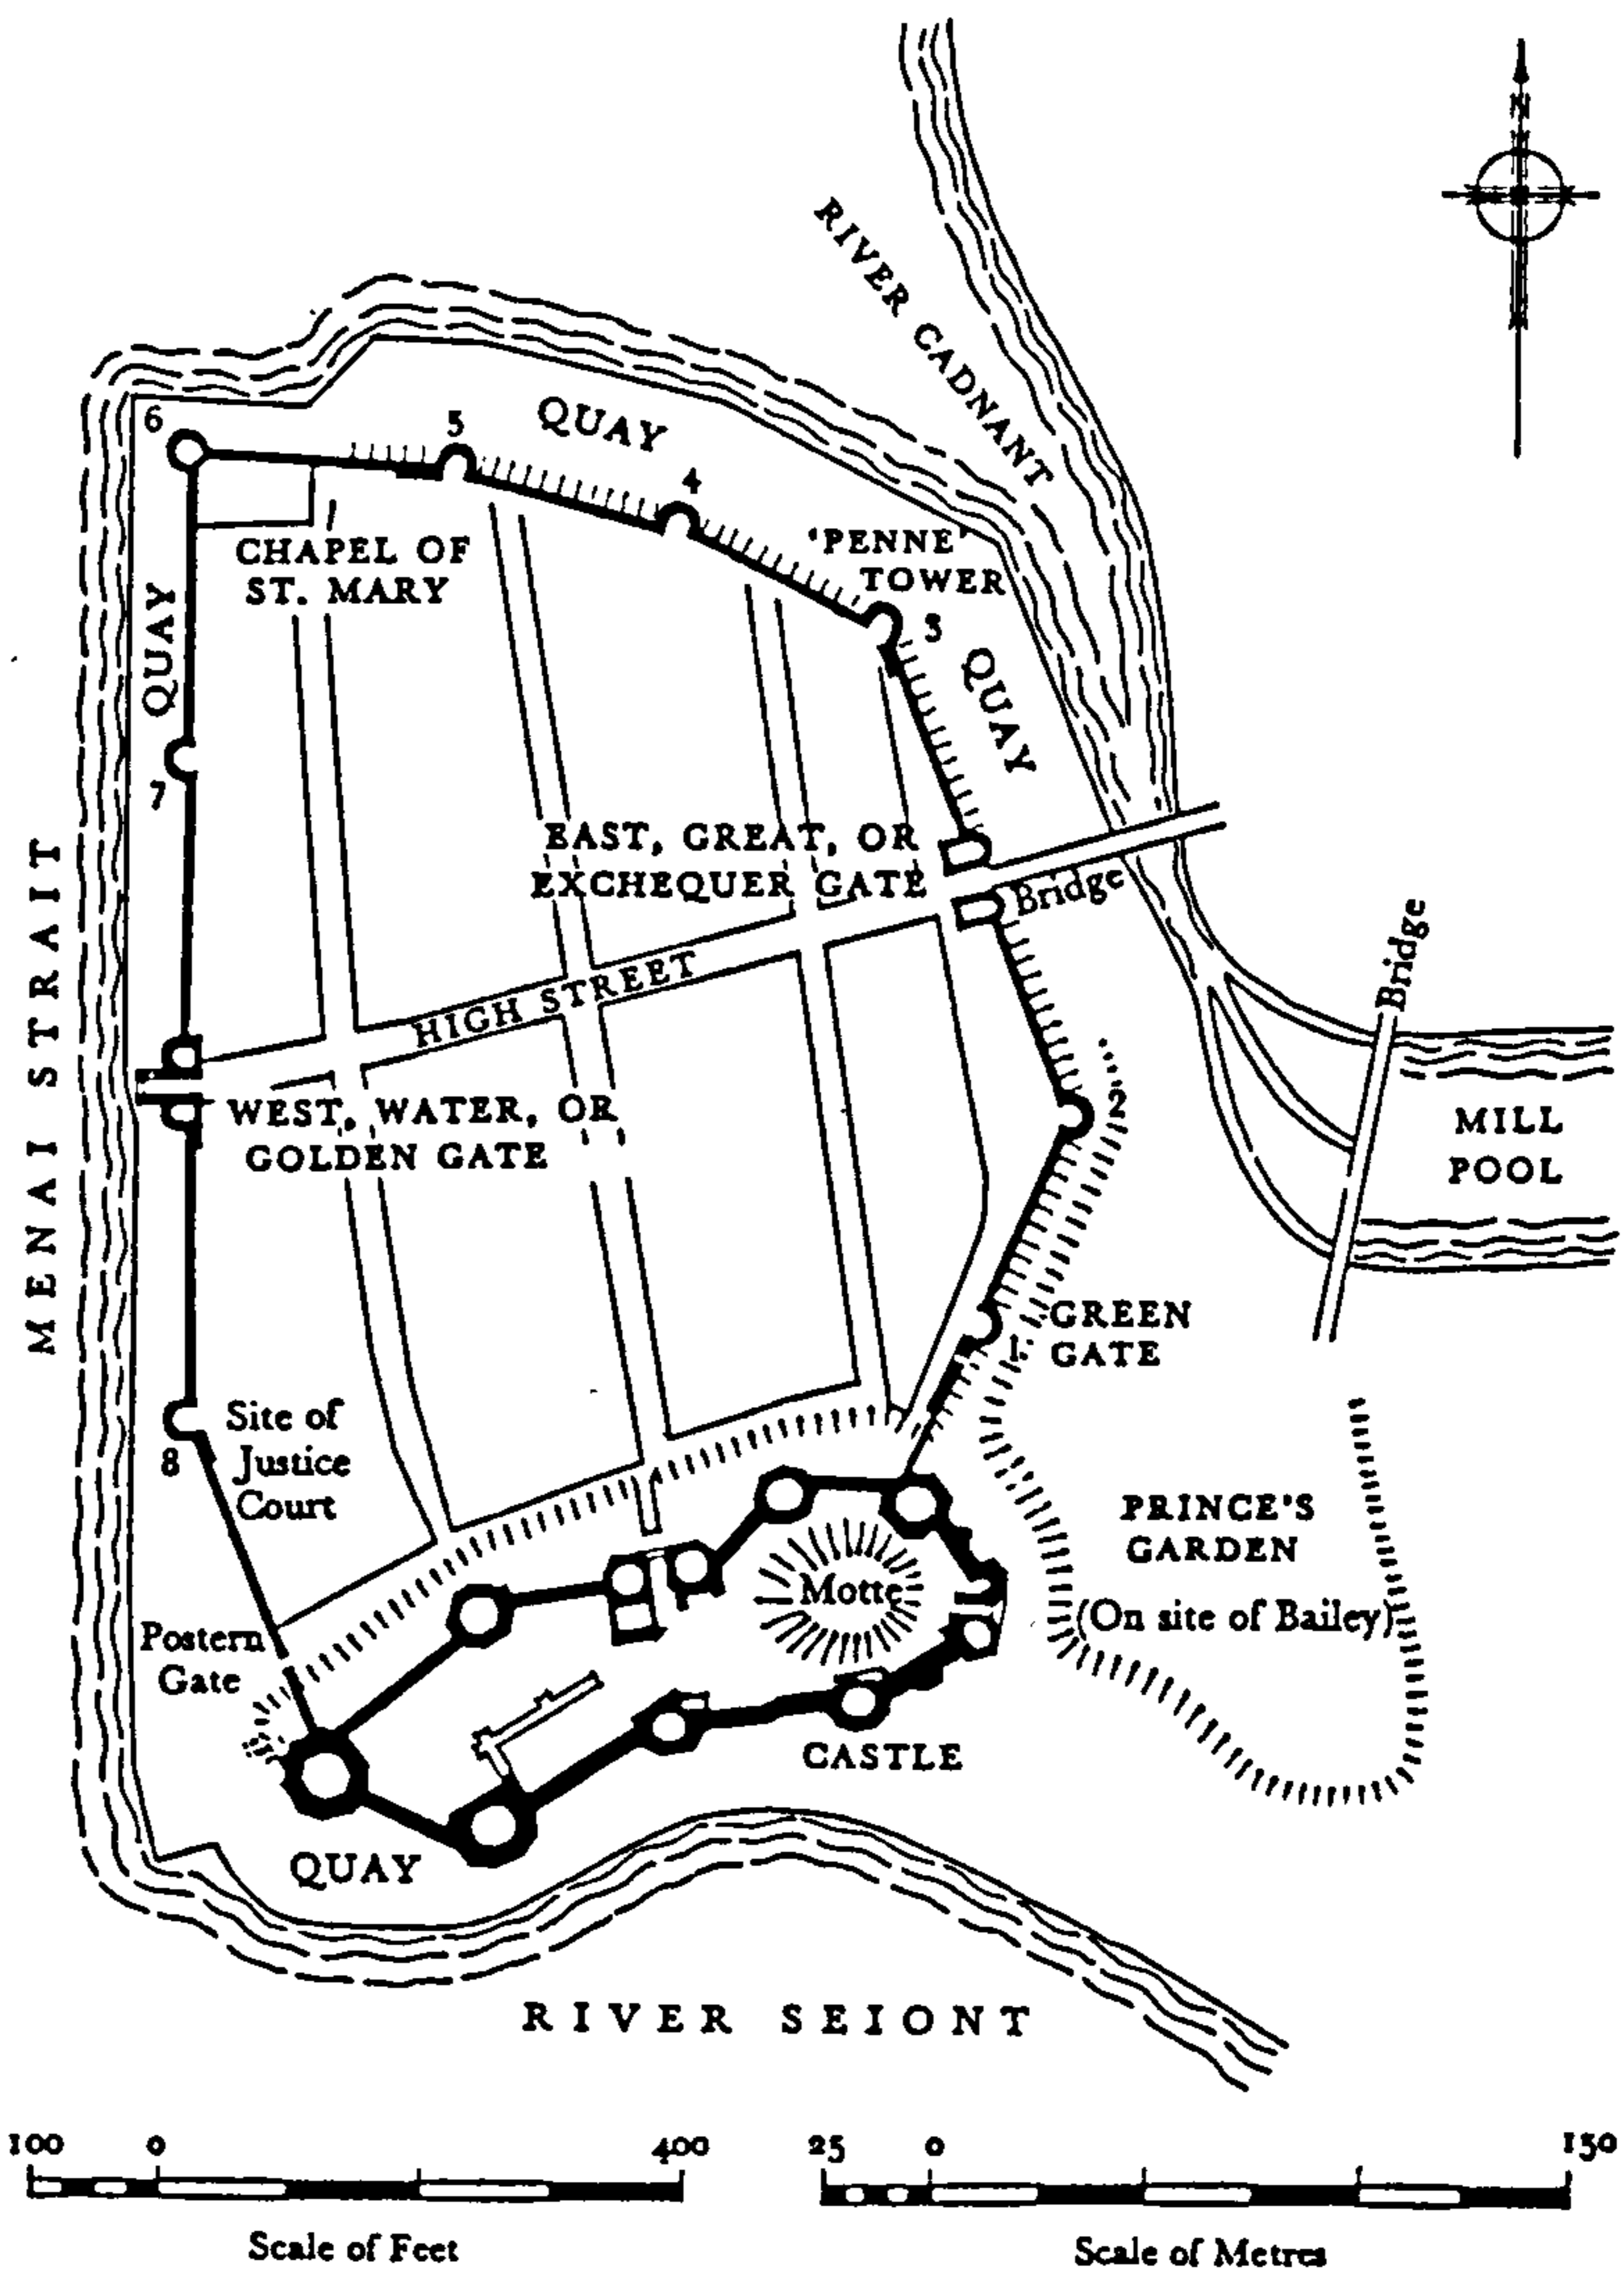 N
RIVER CADNANT
6
5
QUAY
4
'PENNE'
TOWER
3
CHAPEL OF
ST. MARY
QUAY
QUAY
7
EAST, GREAT, OR
EXCHEQUER GATE
Bridge
Bridge
HIGH STREET
MENAI STRAIT
WEST, WATER, OR
GOLDEN GATE
2
MILL
POOL
GREEN
GATE
1
8
Site of
Justice
Court
PRINCE'S
GARDEN
(On site of Bailey)
Motte
Postern
Gate
CASTLE
QUAY
RIVER SEIONT
100 0 400
Scale of Feet
25 0 150
Scale of Metres